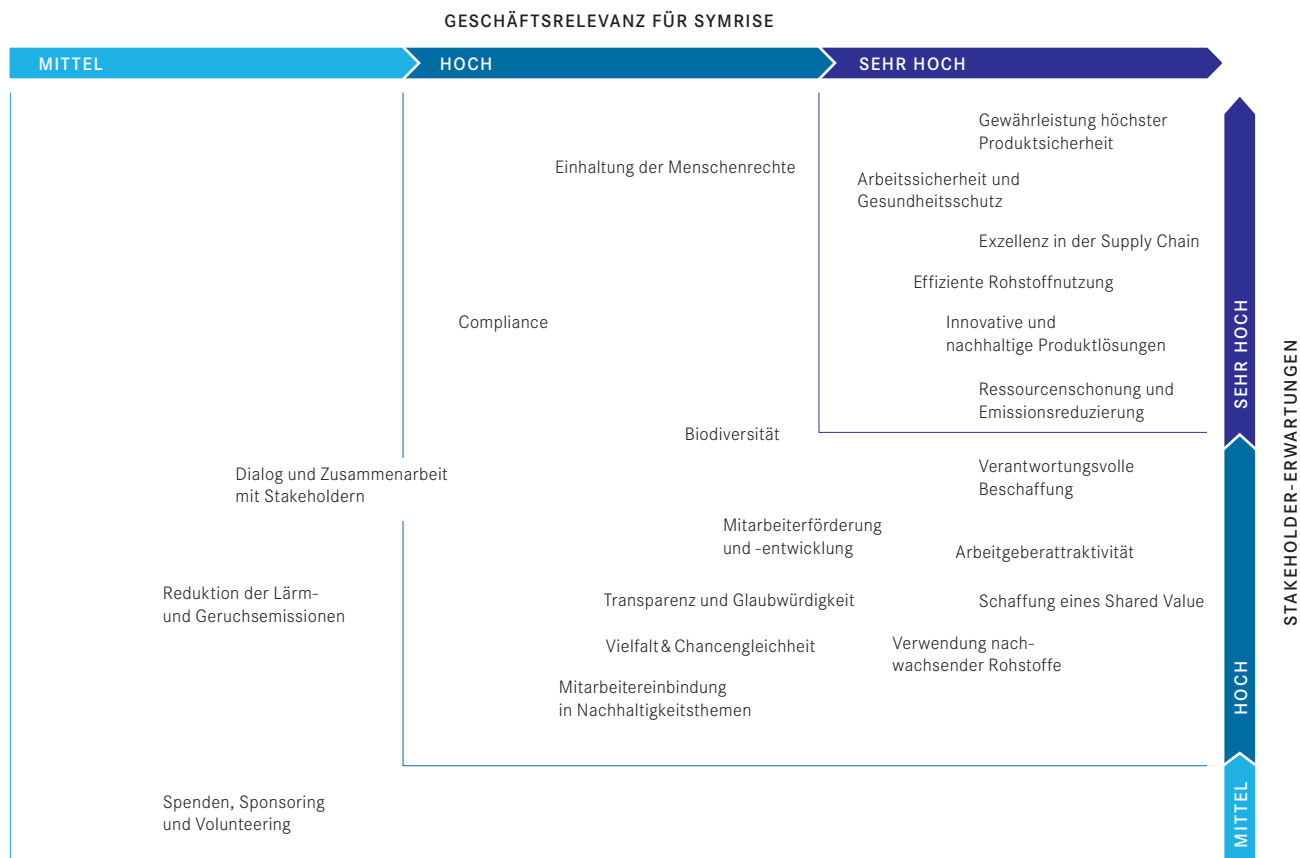 GESCHÄFTSRELEVANZ FÜR SYMRISE
MITTEL
HOCH
SEHR HOCH
Gewährleistung höchster
Produktsicherheit
Einhaltung der Menschenrechte
Arbeitssicherheit und
Gesundheitsschutz
Exzellenz in der Supply Chain
Effiziente Rohstoffnutzung
Compliance
Innovative und
nachhaltige Produktlösungen
Ressourcenschonung und
Emissionsreduzierung
Biodiversität
Dialog und Zusammenarbeit
mit Stakeholdern
Verantwortungsvolle
Beschaffung
Mitarbeiterförderung
und -entwicklung
Arbeitgeberattraktivität
Reduktion der Lärm-
und Geruchsemissionen
Transparenz und Glaubwürdigkeit
Schaffung eines Shared Value
Vielfalt & Chancengleichheit
Verwendung nach-
wachsender Rohstoffe
Mitarbeitereinbindung
in Nachhaltigkeitsthemen
Spenden, Sponsoring
und Volunteering
SEHR HOCH
HOCH
MITTEL
STAKEHOLDER-ERWARTUNGEN